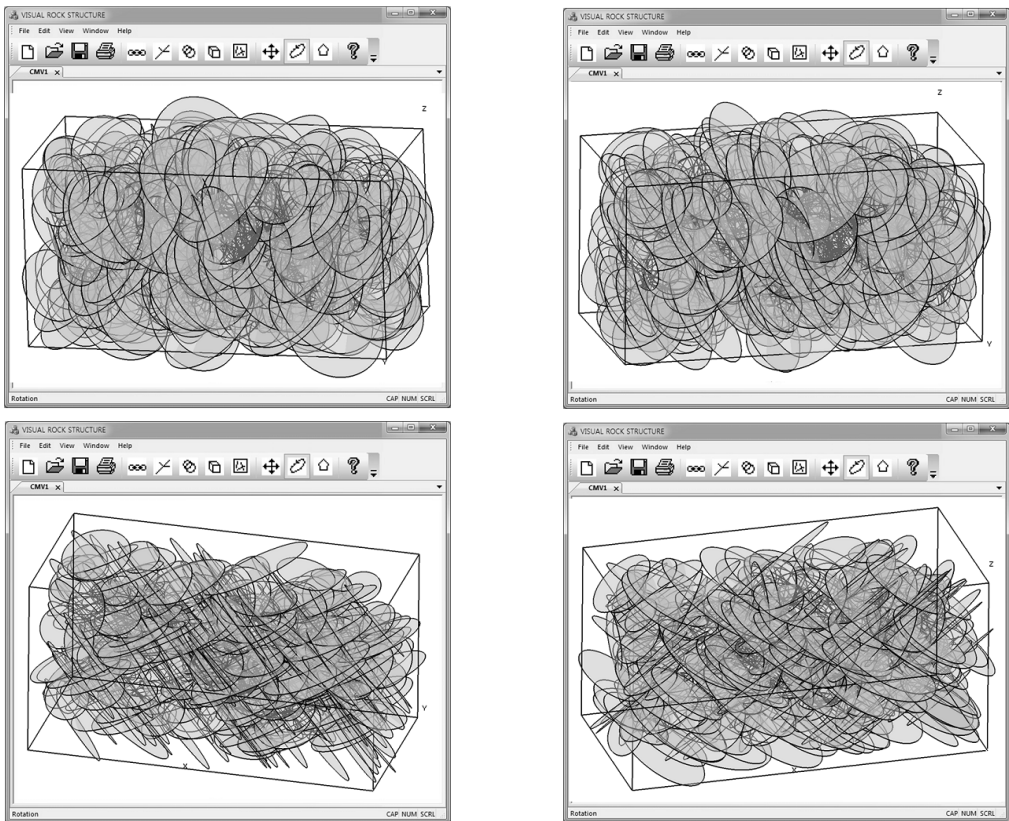 VISUAL ROCK STRUCTURE
File Edit View Window Help
CMV1 x
Z
Y
Rotation
CAP NUM SCRL
VISUAL ROCK STRUCTURE
File Edit View Window Help
CMV1 x
Z
Y
Rotation
CAP NUM SCRL
VISUAL ROCK STRUCTURE
File Edit View Window Help
CMV1 x
Y
X
Rotation
CAP NUM SCRL
VISUAL ROCK STRUCTURE
File Edit View Window Help
CMV1 x
Z
Y
X
Rotation
CAP NUM SCRL